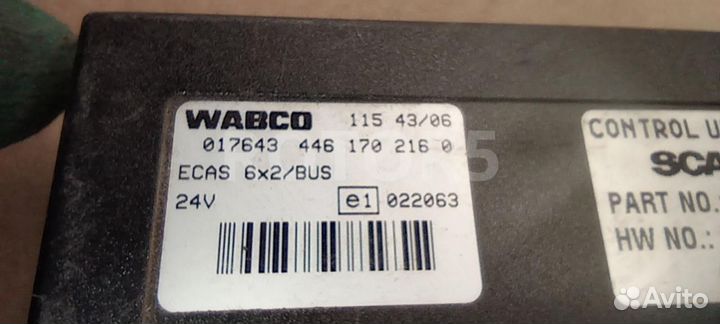 WABCO 115 43/06
017643 446 170 216 0
ECAS 6x2/BUS
24V e1 022063
CONTROL U
SCA
PART NO.:
HW NO.:
Avito